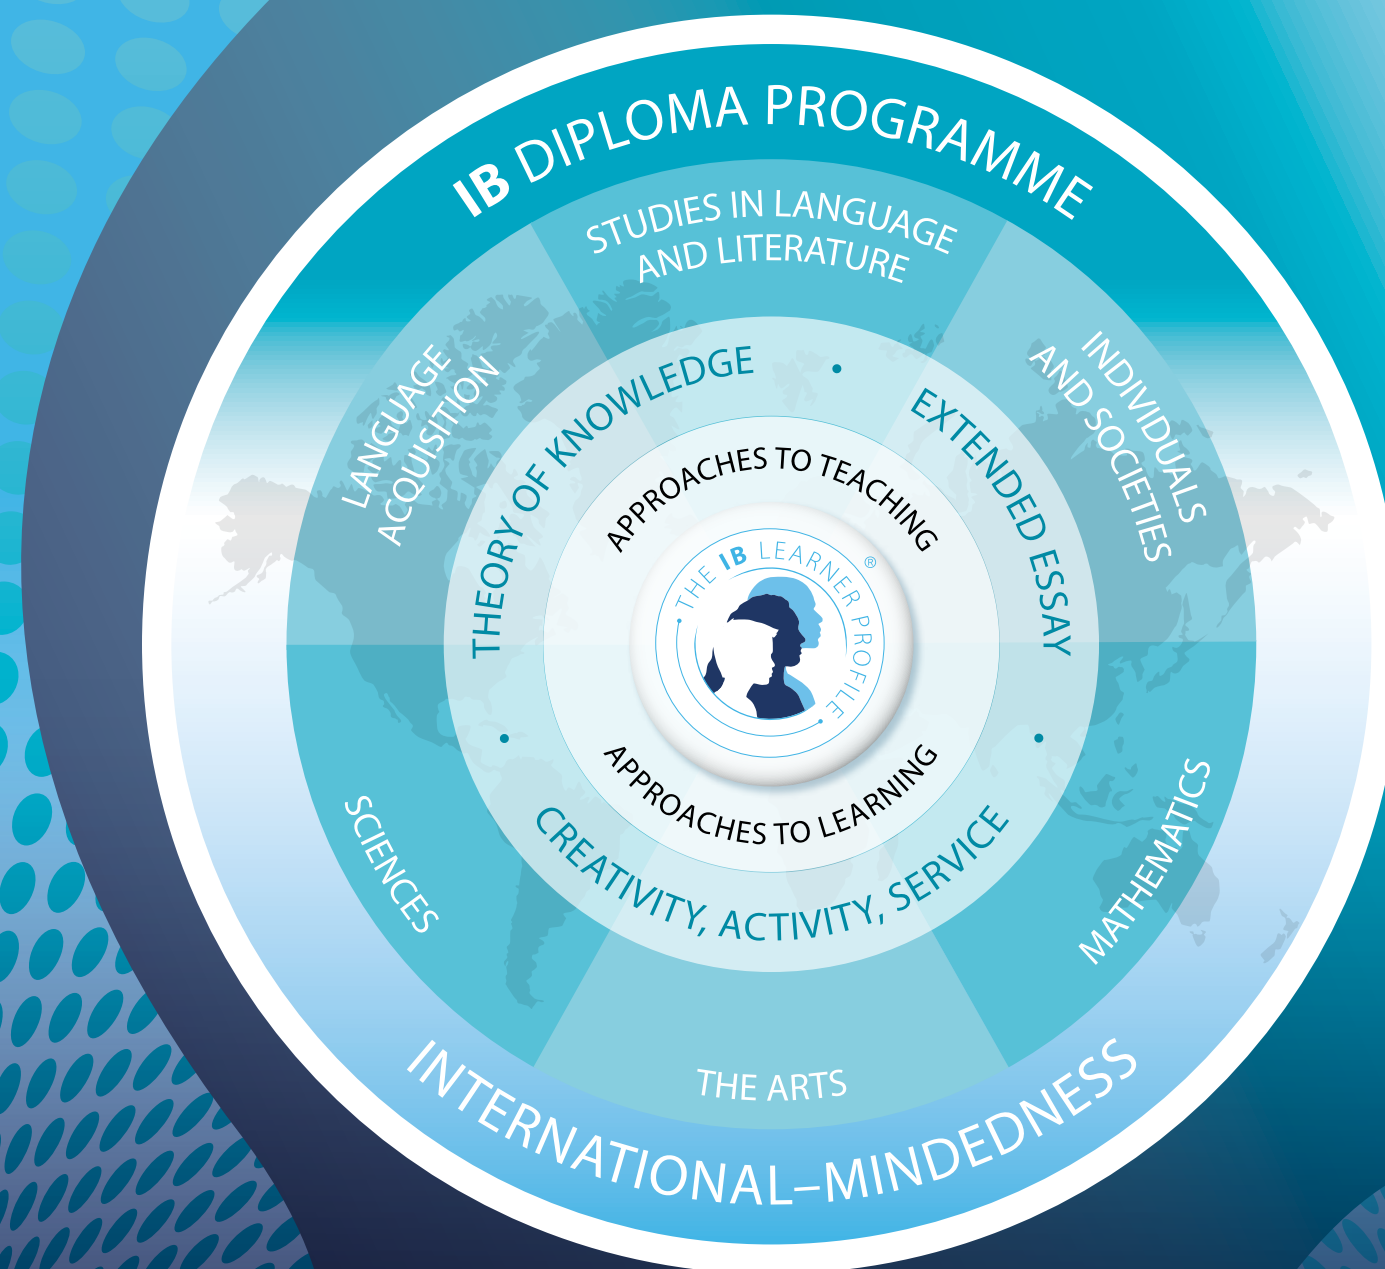 IB DIPLOMA PROGRAMME
STUDIES IN LANGUAGE
AND LITERATURE
LANGUAGE
ACQUISITION
INDIVIDUALS
AND SOCIETIES
THEORY OF KNOWLEDGE
•
EXTENDED ESSAY
APPROACHES TO TEACHING
• THE IB LEARNER PROFILE •
®
APPROACHES TO LEARNING
•
CREATIVITY, ACTIVITY, SERVICE
•
SCIENCES
MATHEMATICS
THE ARTS
INTERNATIONAL–MINDEDNESS